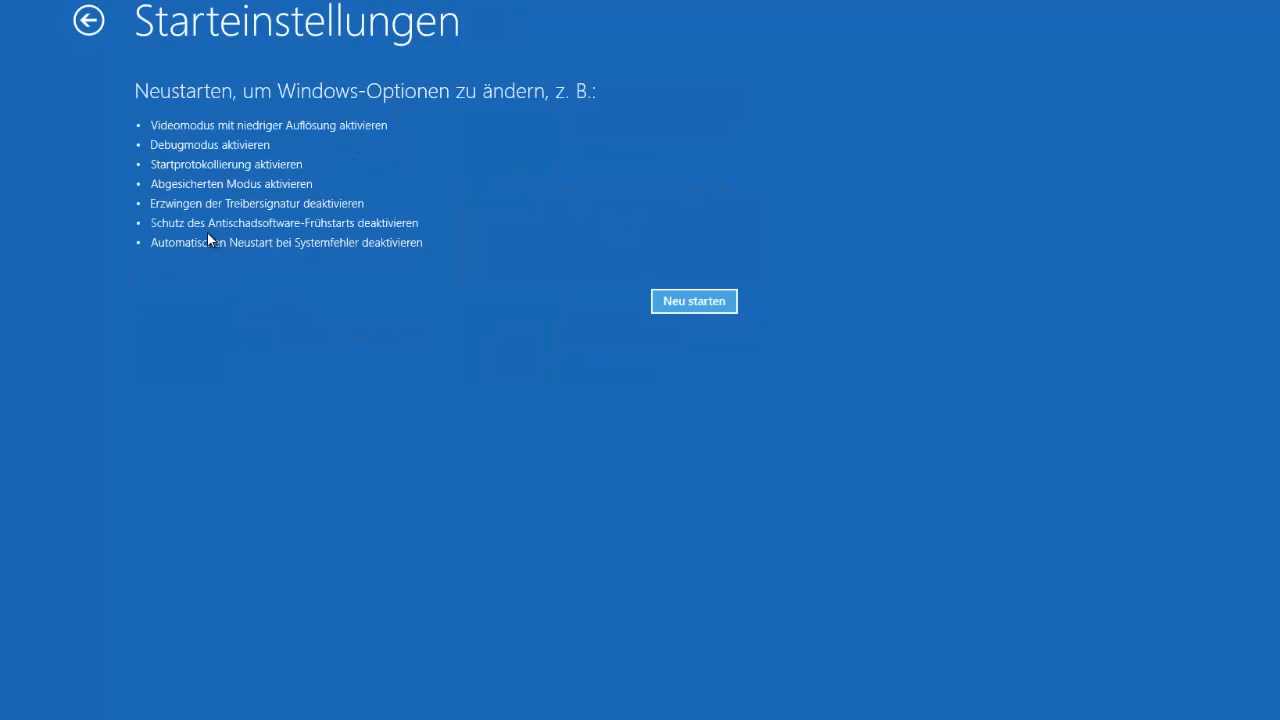 Starteinstellungen
Neustarten, um Windows-Optionen zu ändern, z. B.:
• Videomodus mit niedriger Auflösung aktivieren
• Debugmodus aktivieren
• Startprotokollierung aktivieren
• Abgesicherten Modus aktivieren
• Erzwingen der Treibersignatur deaktivieren
• Schutz des Antischadsoftware-Frühstarts deaktivieren
• Automatischen Neustart bei Systemfehler deaktivieren
Neu starten